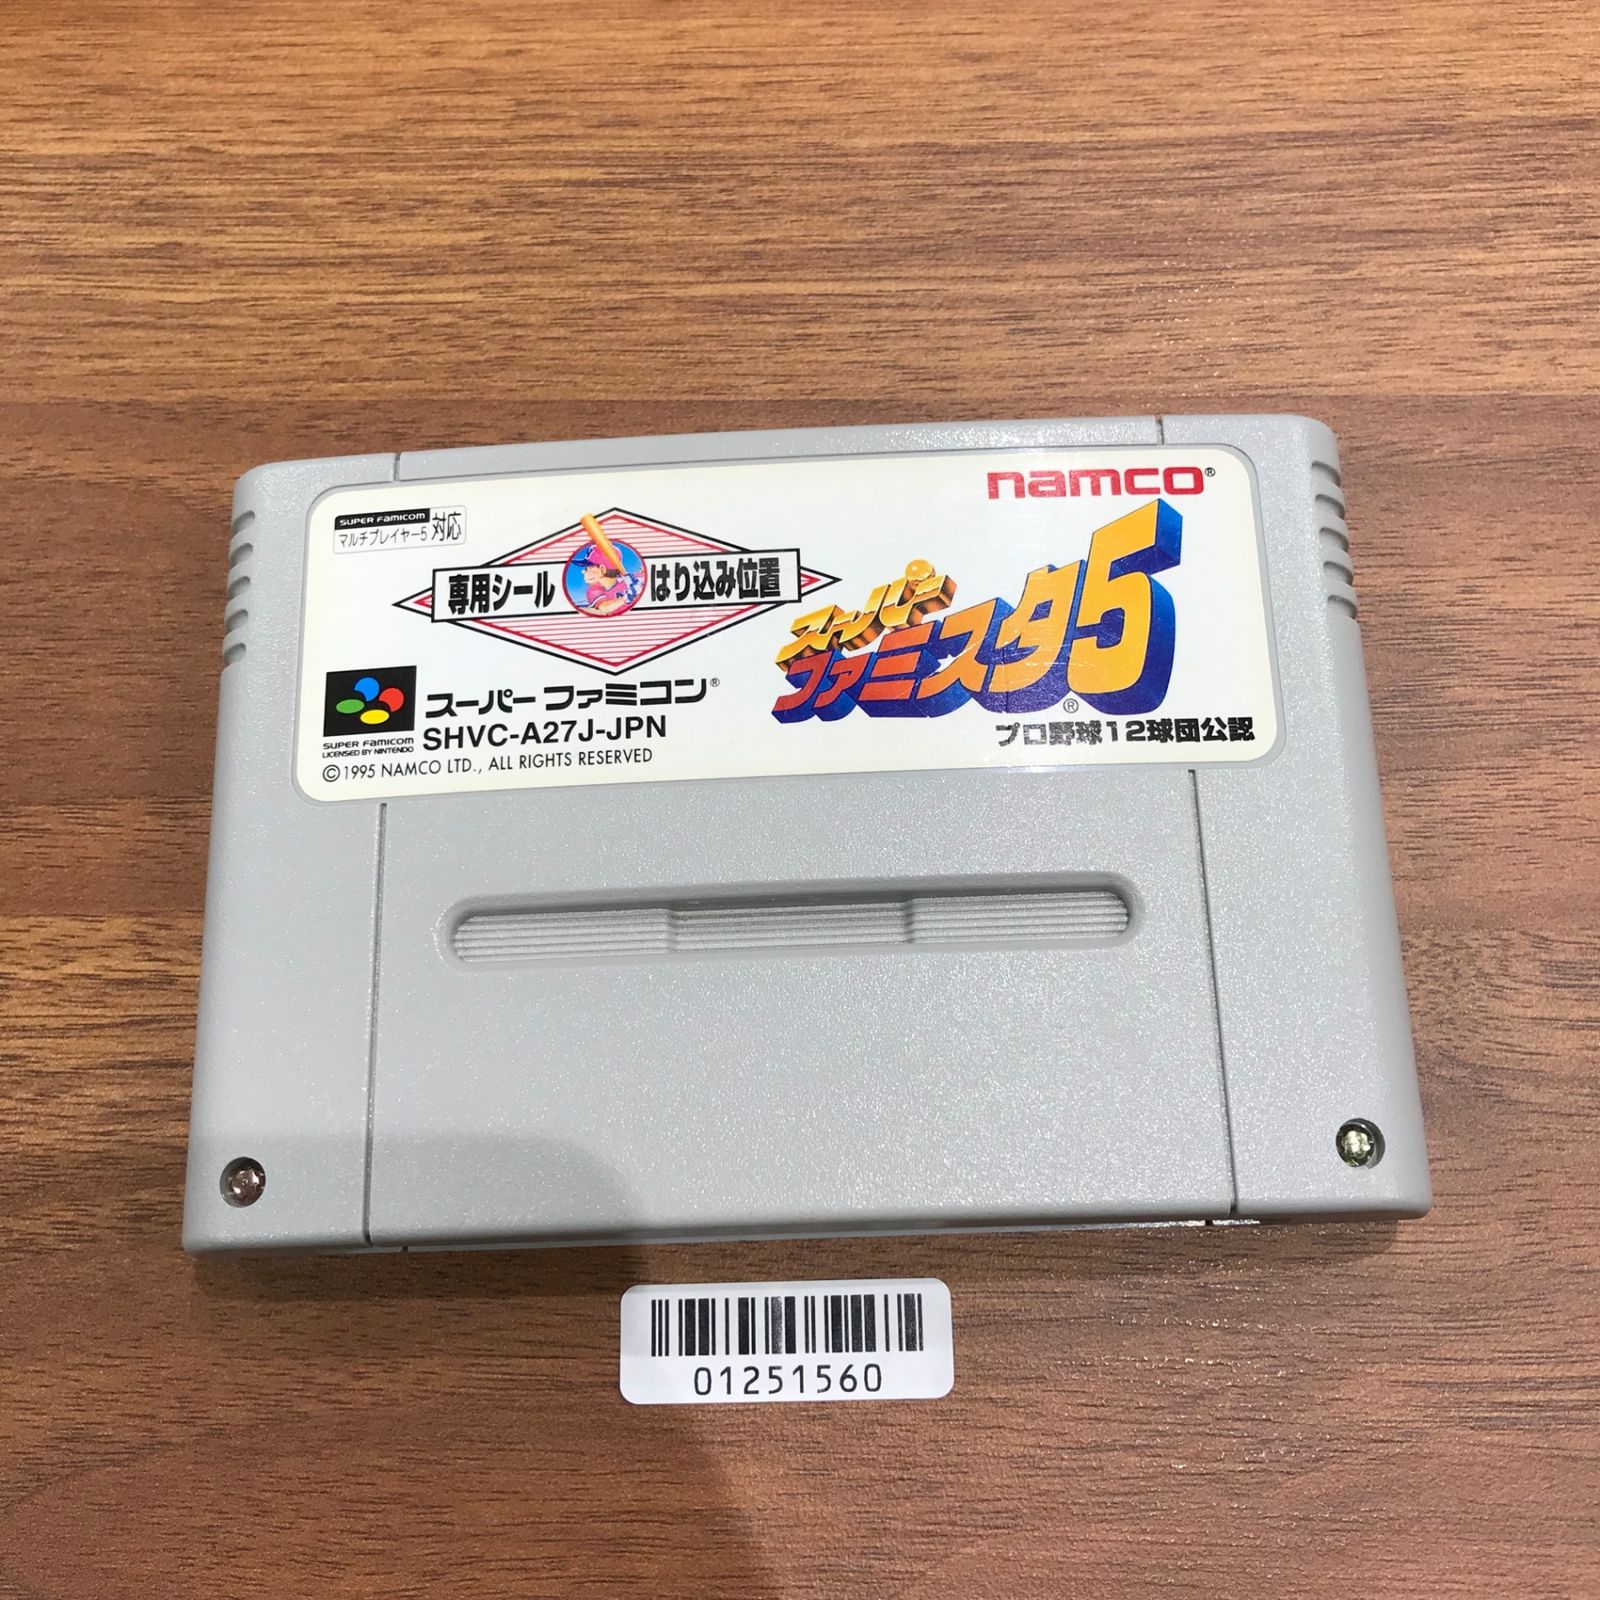 namco®
SUPER FAMICOM
マルチプレイヤー5 対応
専用シール はり込み位置
スーパー
ファミスタ5
®
プロ野球12球団公認
スーパーファミコン®
SHVC-A27J-JPN
SUPER FAMICOM
LICENSED BY NINTENDO
©1995 NAMCO LTD., ALL RIGHTS RESERVED
01251560